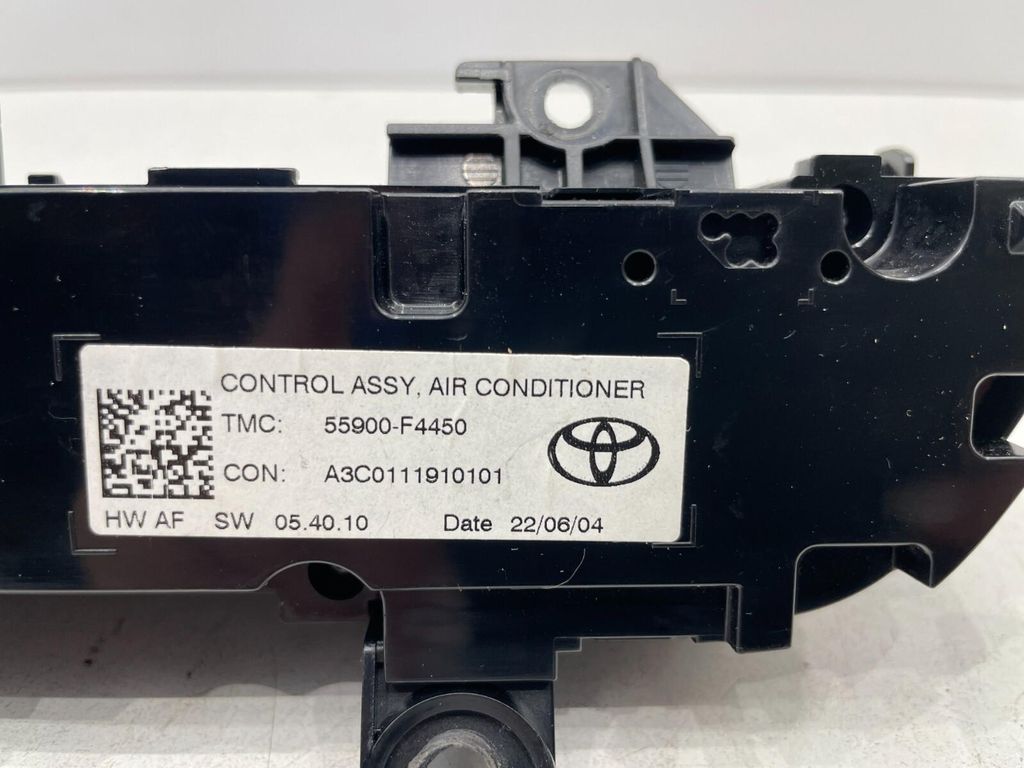 CONTROL ASSY, AIR CONDITIONER
TMC: 55900-F4450
CON: A3C0111910101
HW AF SW 05.40.10 Date 22/06/04